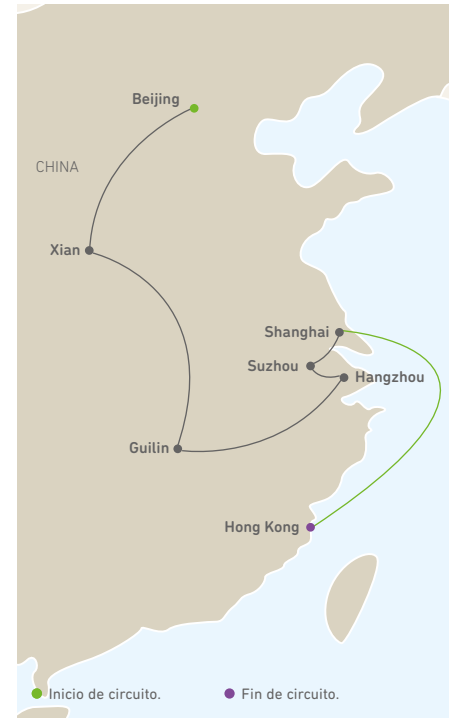 Beijing
CHINA
Xian
Shanghai
Suzhou
Hangzhou
Guilin
Hong Kong
Inicio de circuito.
Fin de circuito.